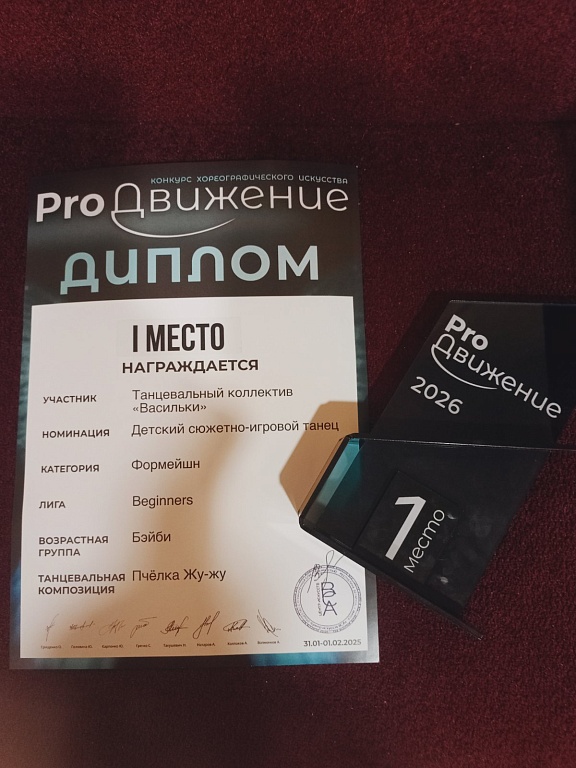 КОНКУРС ХОРЕОГРАФИЧЕСКОГО ИСКУССТВА
Pro Движение
ДИПЛОМ
I МЕСТО
НАГРАЖДАЕТСЯ
УЧАСТНИК Танцевальный коллектив
«Васильки»
НОМИНАЦИЯ Детский сюжетно-игровой танец
КАТЕГОРИЯ Формейшн
ЛИГА Beginners
ВОЗРАСТНАЯ ГРУППА Бэйби
ТАНЦЕВАЛЬНАЯ КОМПОЗИЦИЯ Пчёлка Жу-жу
31.01-01.02.2025
Pro
Движение
2026
1 место